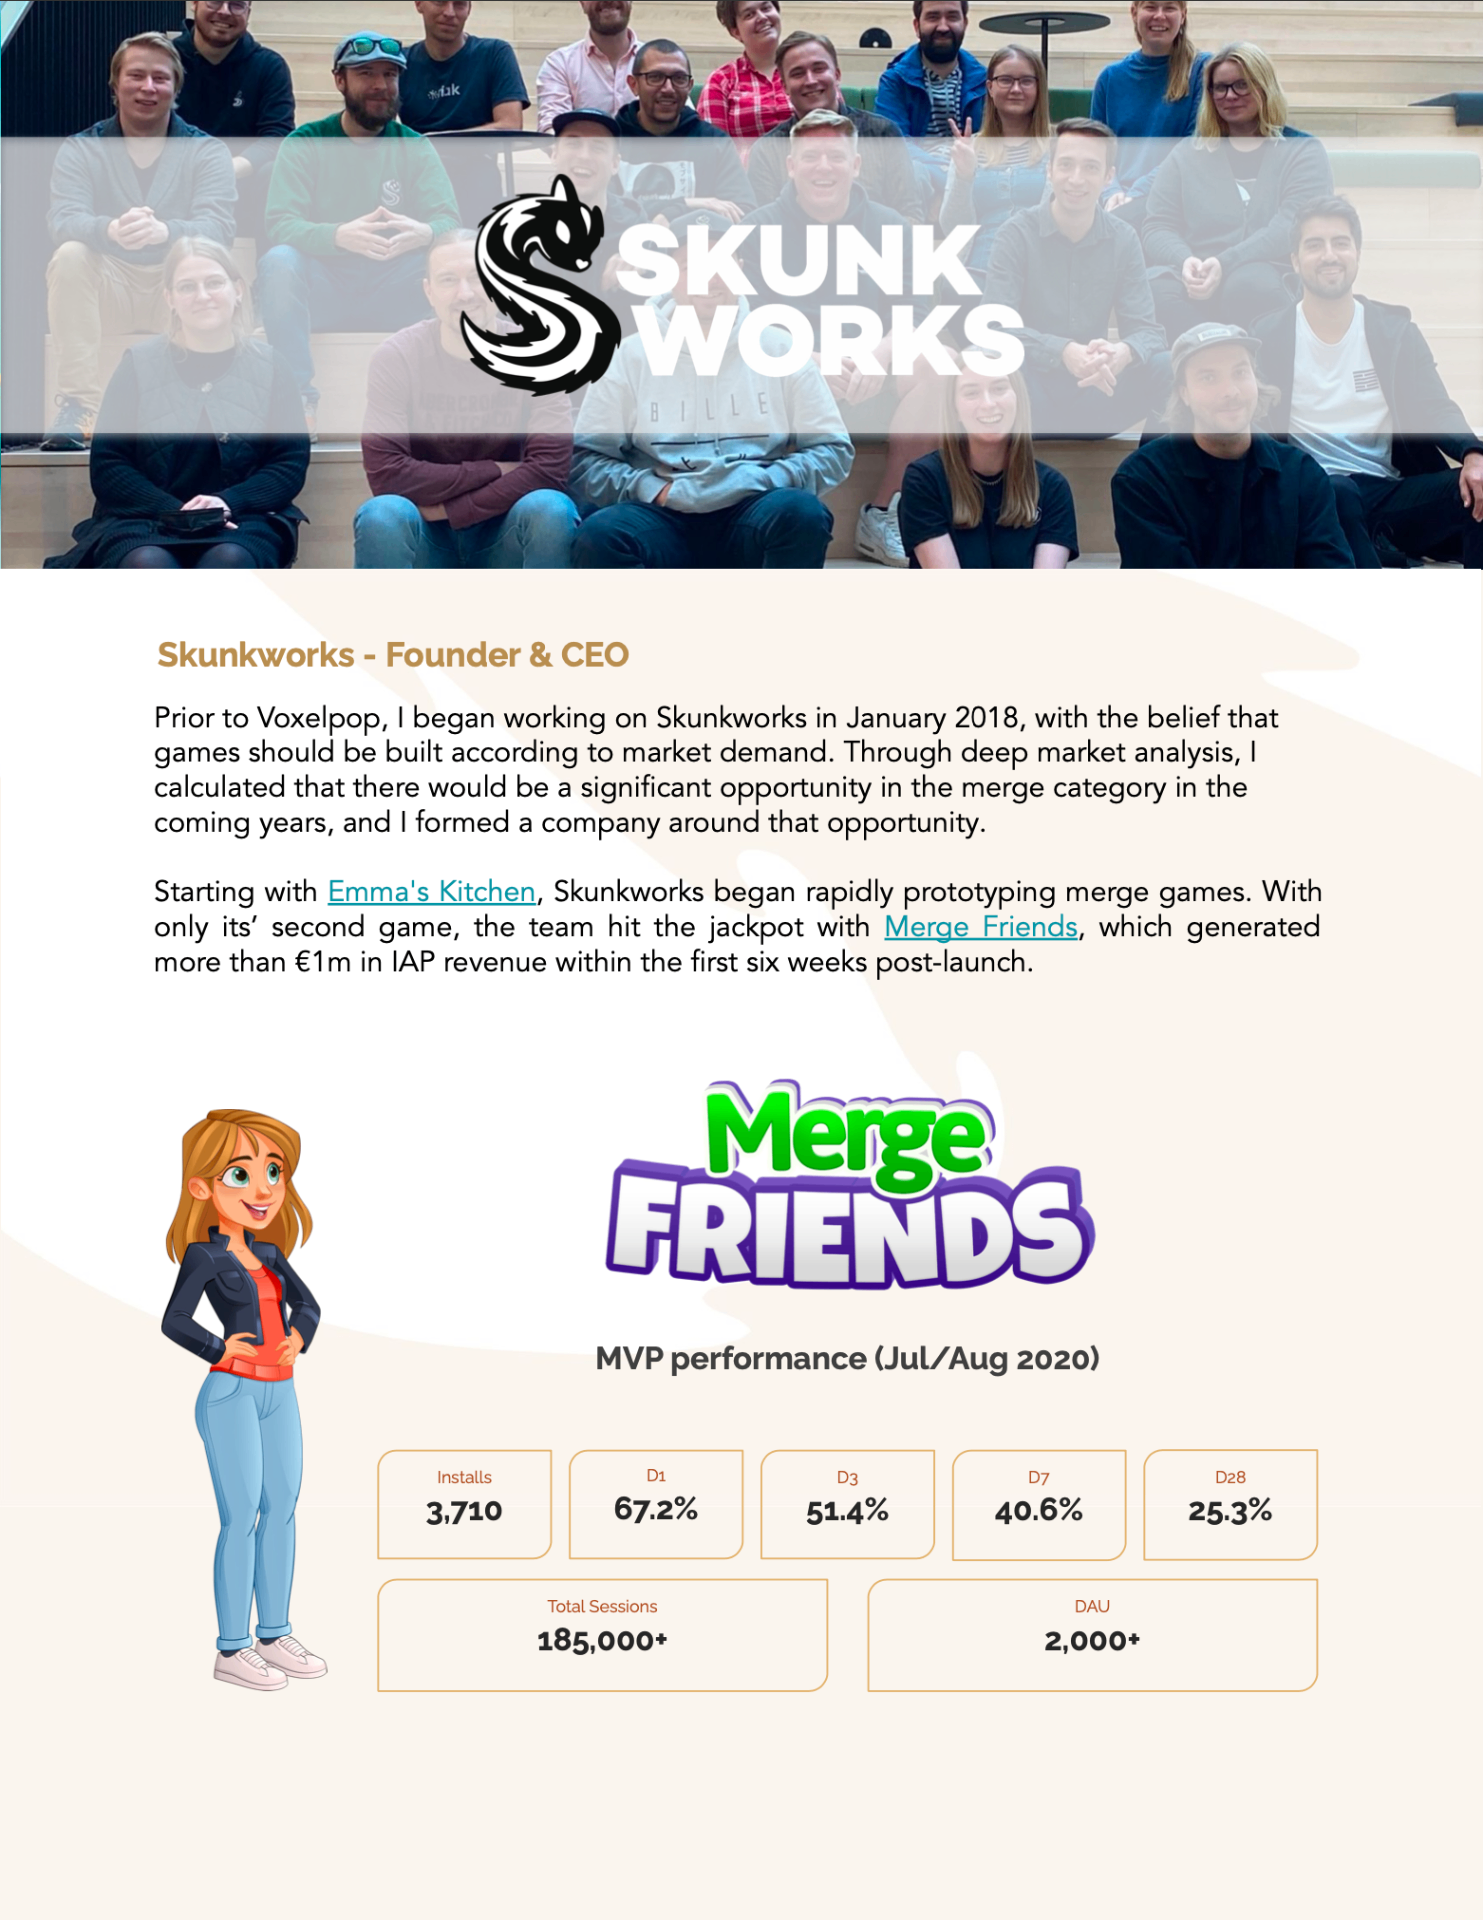 SKUNK
WORKS
BILLE
Skunkworks - Founder & CEO
Prior to Voxelpop, I began working on Skunkworks in January 2018, with the belief that
games should be built according to market demand. Through deep market analysis, I
calculated that there would be a significant opportunity in the merge category in the
coming years, and I formed a company around that opportunity.
Starting with Emma's Kitchen, Skunkworks began rapidly prototyping merge games. With
only its’ second game, the team hit the jackpot with Merge Friends, which generated
more than €1m in IAP revenue within the first six weeks post-launch.
Merge
FRIENDS
MVP performance (Jul/Aug 2020)
Installs D1 D3 D7 D28
3,710 67.2% 51.4% 40.6% 25.3%
Total Sessions DAU
185,000+ 2,000+